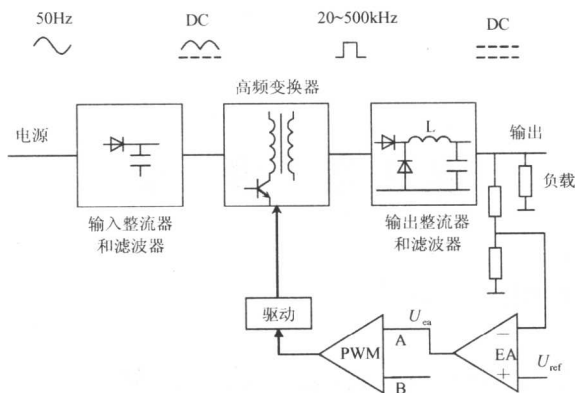 50Hz
DC
20~500kHz
DC
高频变换器
电源
L
输出
负载
输入整流器
和滤波器
输出整流器
和滤波器
驱动
PWM
A
B
Uea
EA
−
+
Uref